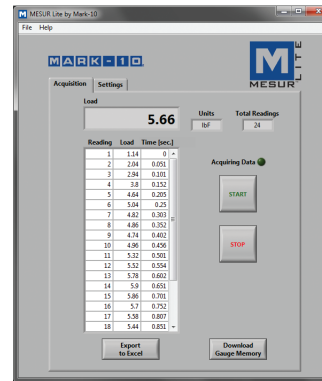 MESUR Lite by Mark-10
File Help
MARK-10
M
MESUR
LITE
Acquisition Settings
Load
5.66
Units
lbF
Total Readings
24
Reading Load Time [sec.]
1 1.14 0
2 2.04 0.051
3 2.94 0.101
4 3.8 0.152
5 4.64 0.205
6 5.04 0.25
7 4.82 0.303
8 4.86 0.352
9 4.74 0.402
10 4.96 0.456
11 5.32 0.501
12 5.52 0.554
13 5.78 0.602
14 5.9 0.651
15 5.86 0.701
16 5.7 0.752
17 5.58 0.807
18 5.44 0.851
Acquiring Data
START
STOP
Export
to Excel
Download
Gauge Memory